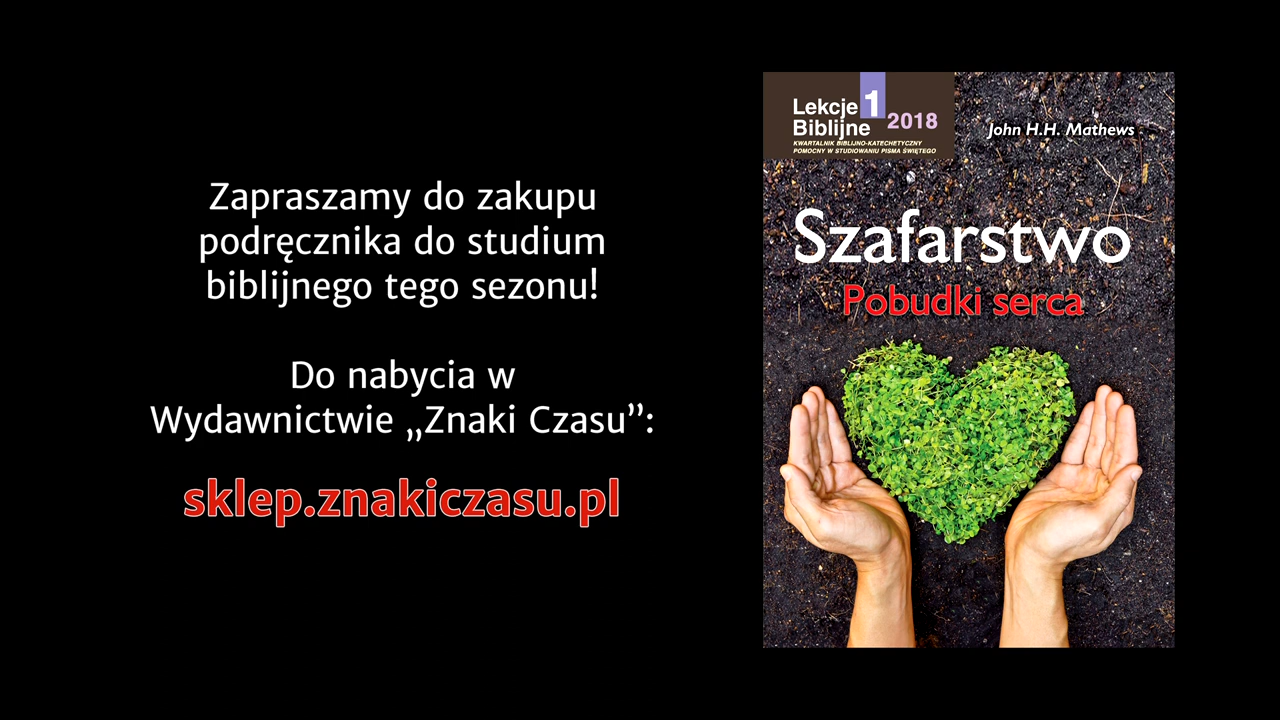 Zapraszamy do zakupu
podręcznika do studium
biblijnego tego sezonu!
Do nabycia w
Wydawnictwie „Znaki Czasu”:
sklep.znakiczasu.pl
Lekcje 1
Biblijne 2018
KWARTALNIK BIBLIJNO-KATECHETYCZNY
POMOCNY W STUDIOWANIU PISMA ŚWIĘTEGO
John H.H. Mathews
Szafarstwo
Pobudki serca